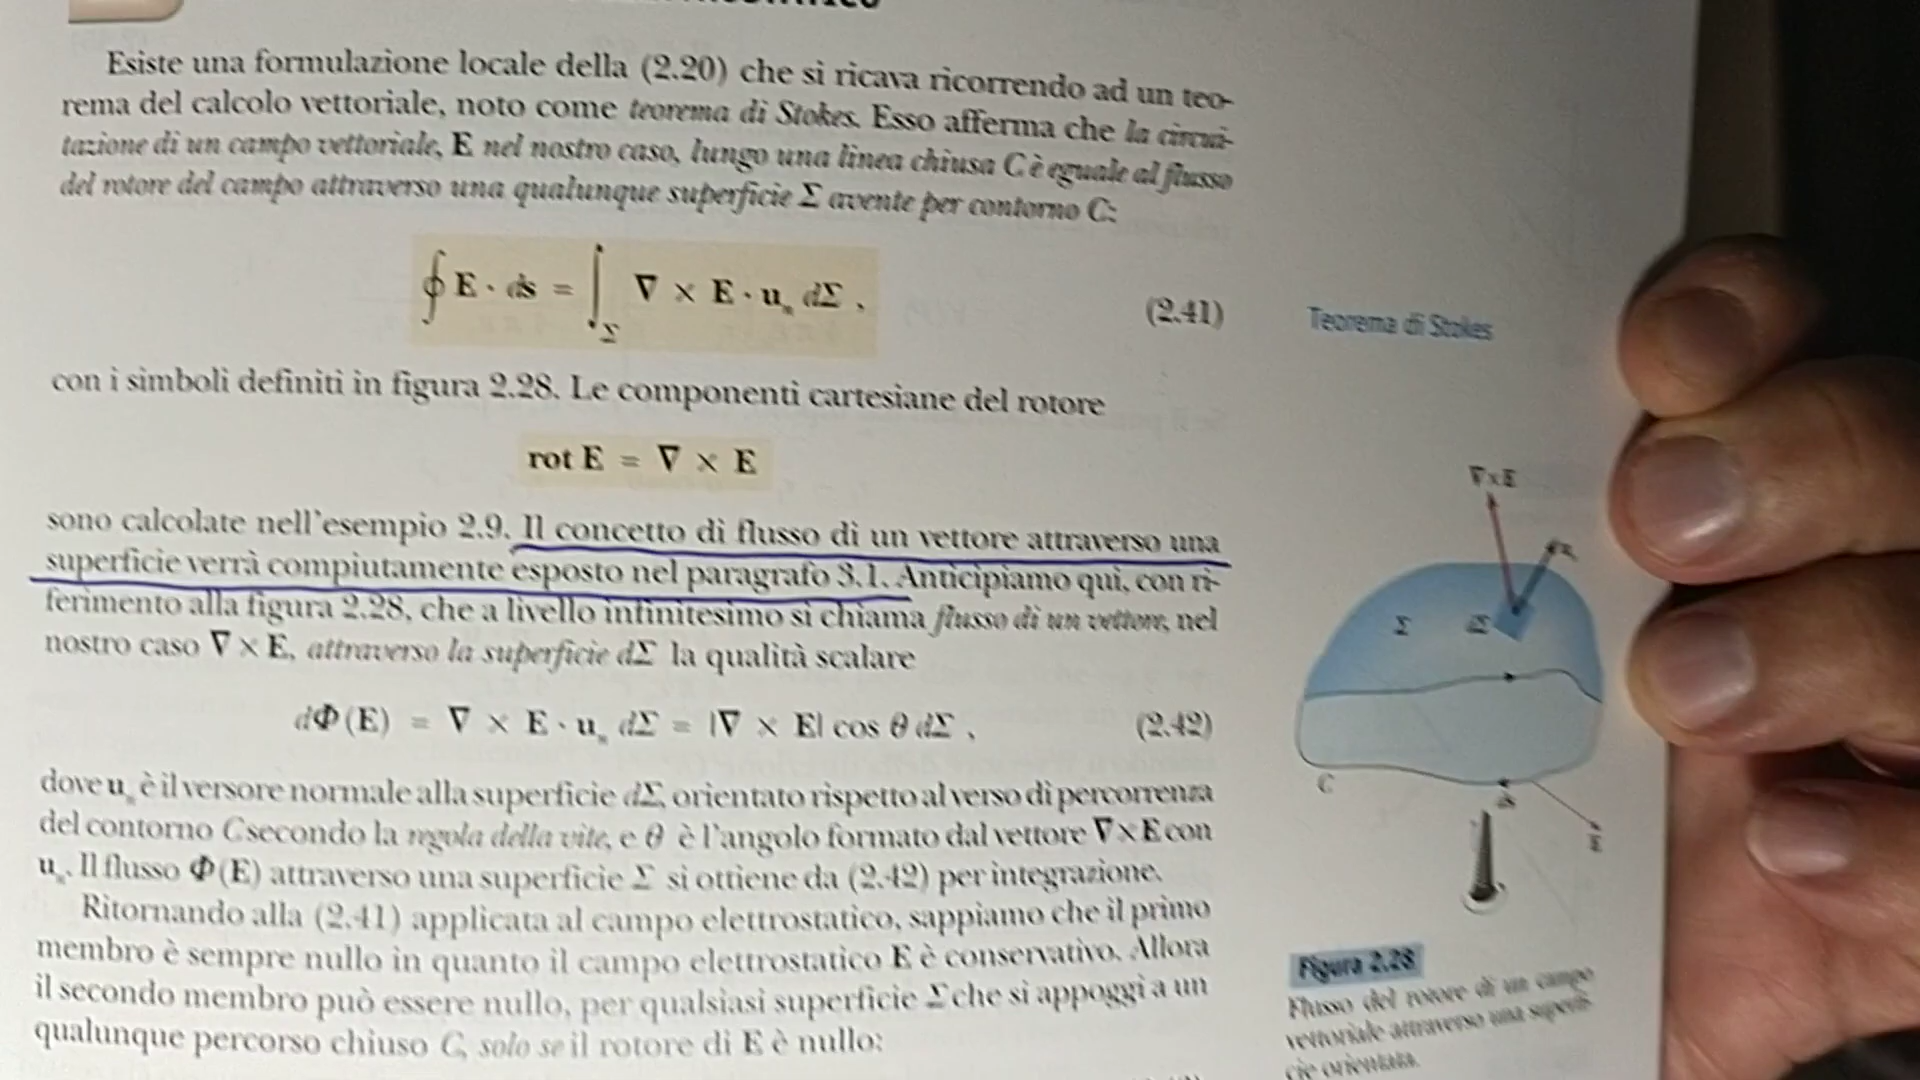 Esiste una formulazione locale della (2.20) che si ricava ricorrendo ad un teo-
rema del calcolo vettoriale, noto come teorema di Stokes. Esso afferma che la circui-
tazione di un campo vettoriale, E nel nostro caso, lungo una linea chiusa C è eguale al flusso
del rotore del campo attraverso una qualunque superficie Σ avente per contorno C:
∮ E · ds = ∫_Σ ∇ × E · u_n dΣ ,
(2.41)
Teorema di Stokes
con i simboli definiti in figura 2.28. Le componenti cartesiane del rotore
rot E = ∇ × E
sono calcolate nell'esempio 2.9. Il concetto di flusso di un vettore attraverso una
superficie verrà compiutamente esposto nel paragrafo 3.1. Anticipiamo qui, con ri-
ferimento alla figura 2.28, che a livello infinitesimo si chiama flusso di un vettore, nel
nostro caso ∇ × E, attraverso la superficie dΣ la qualità scalare
dΦ(E) = ∇ × E · u_n dΣ = |∇ × E| cos θ dΣ ,
(2.42)
dove u_n è il versore normale alla superficie dΣ, orientato rispetto al verso di percorrenza
del contorno C secondo la regola della vite, e θ è l'angolo formato dal vettore ∇×E con
u_n. Il flusso Φ(E) attraverso una superficie Σ si ottiene da (2.42) per integrazione.
Ritornando alla (2.41) applicata al campo elettrostatico, sappiamo che il primo
membro è sempre nullo in quanto il campo elettrostatico E è conservativo. Allora
il secondo membro può essere nullo, per qualsiasi superficie Σ che si appoggi a un
qualunque percorso chiuso C, solo se il rotore di E è nullo:
∇×E
u_n
Σ
dΣ
C
ds
E
Figura 2.28
Flusso del rotore di un campo
vettoriale attraverso una superfi-
cie orientata.